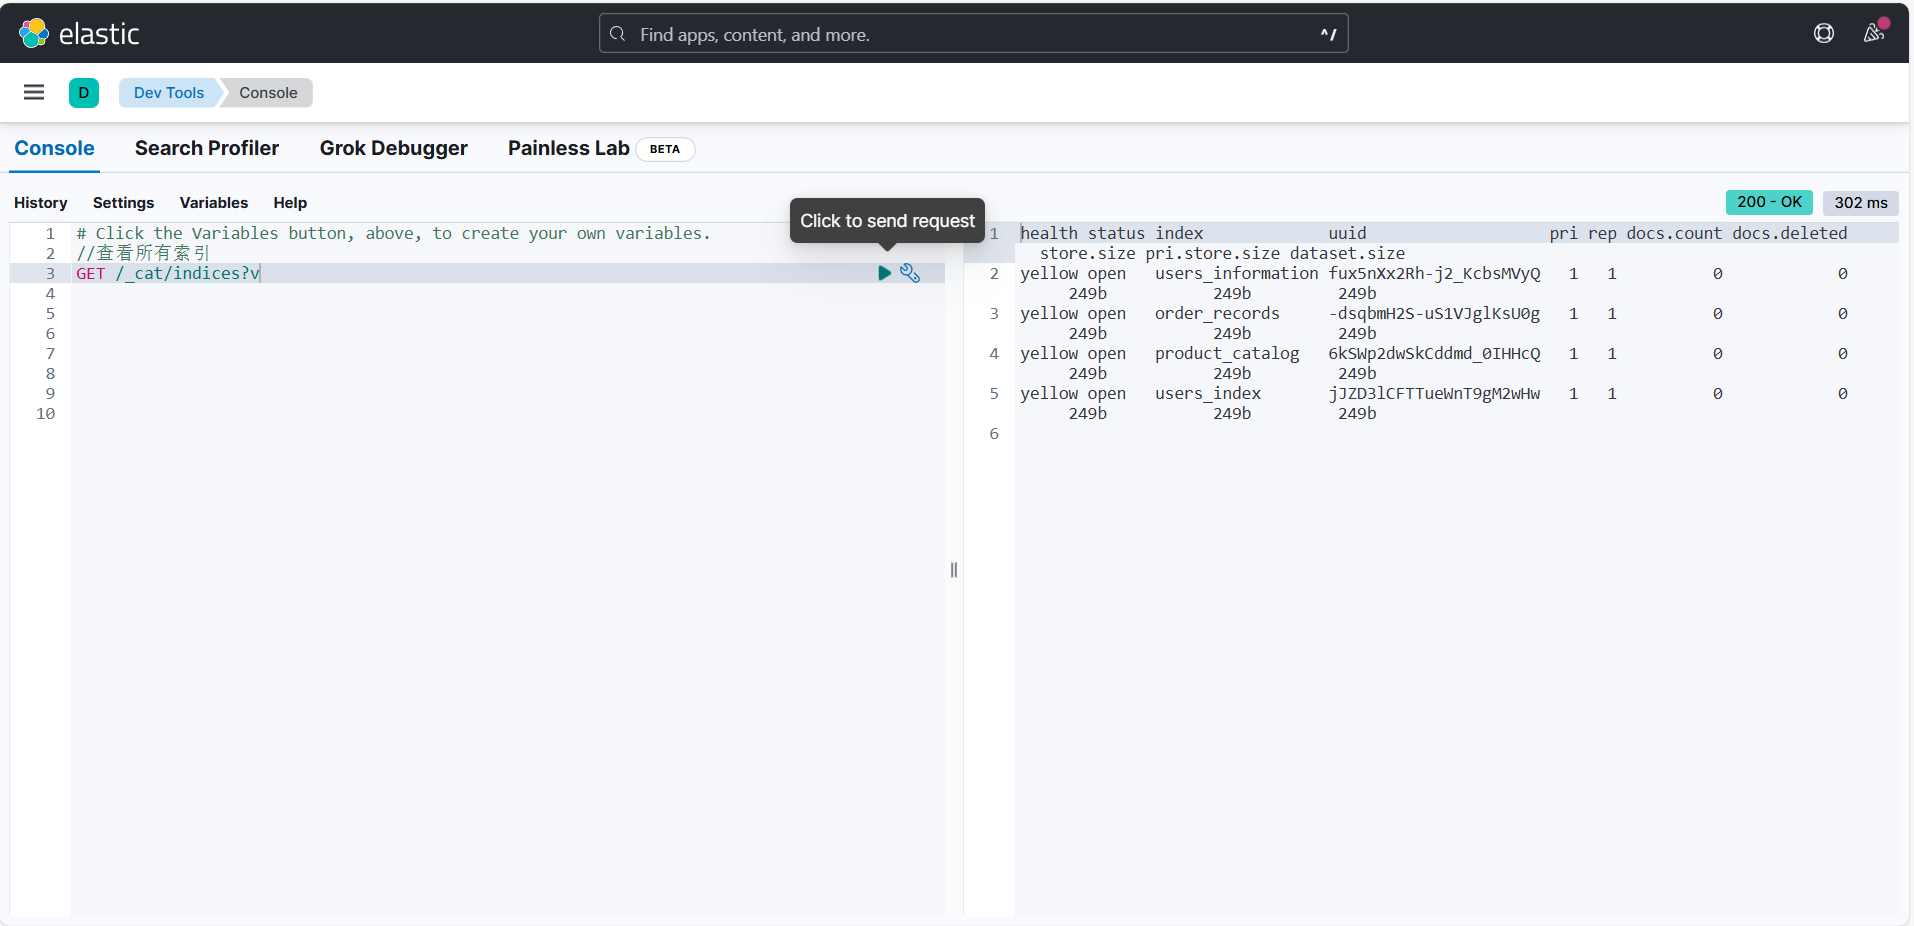 elastic
Find apps, content, and more.
^/
D
Dev Tools
Console
Console
Search Profiler
Grok Debugger
Painless Lab
BETA
History
Settings
Variables
Help
Click to send request
200 - OK
302 ms
1 # Click the Variables button, above, to create your own variables.
2 //查看所有索引
3 GET /_cat/indices?v
4
5
6
7
8
9
10
1 health status index uuid pri rep docs.count docs.deleted
store.size pri.store.size dataset.size
2 yellow open users_information fux5nXx2Rh-j2_KcbsMVyQ 1 1 0 0
249b 249b 249b
3 yellow open order_records -dsqbmH2S-uS1VJglKsU0g 1 1 0 0
249b 249b 249b
4 yellow open product_catalog 6kSWp2dwSkCddmd_0IHHcQ 1 1 0 0
249b 249b 249b
5 yellow open users_index jJZD3lCFTTueWnT9gM2wHw 1 1 0 0
249b 249b 249b
6